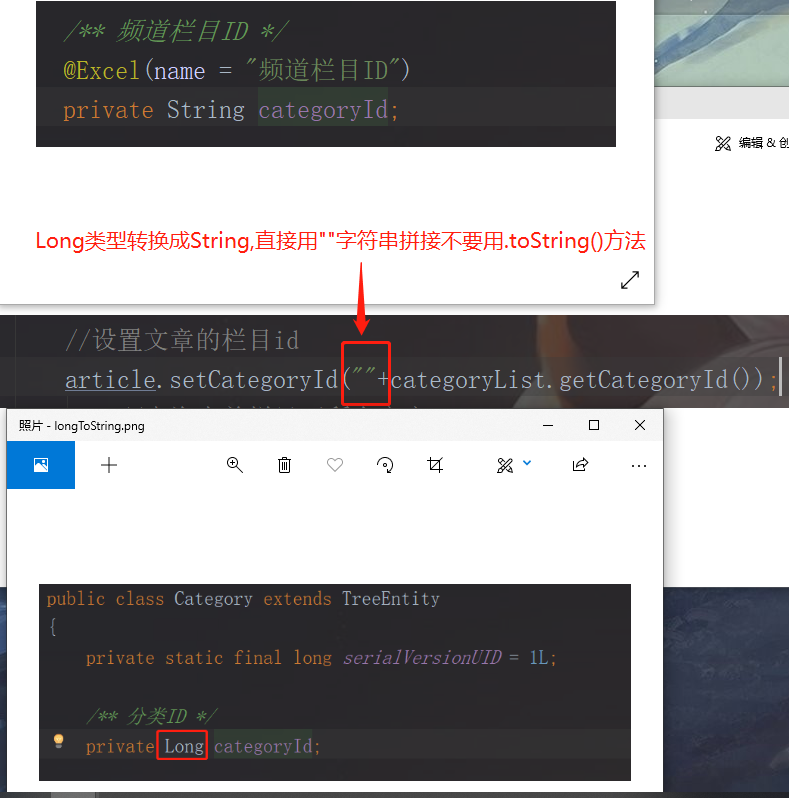 /** 频道栏目ID */
@Excel(name = "频道栏目ID")
private String categoryId;
编辑 & 创
Long类型转换成String,直接用""字符串拼接不要用.toString()方法
//设置文章的栏目id
article.setCategoryId(""+categoryList.getCategoryId());
照片 - longToString.png
public class Category extends TreeEntity
{
private static final long serialVersionUID = 1L;
/** 分类ID */
private Long categoryId;